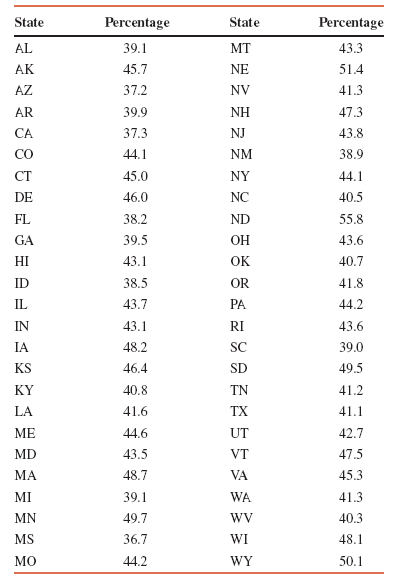 State Percentage State Percentage
AL 39.1 MT 43.3
AK 45.7 NE 51.4
AZ 37.2 NV 41.3
AR 39.9 NH 47.3
CA 37.3 NJ 43.8
CO 44.1 NM 38.9
CT 45.0 NY 44.1
DE 46.0 NC 40.5
FL 38.2 ND 55.8
GA 39.5 OH 43.6
HI 43.1 OK 40.7
ID 38.5 OR 41.8
IL 43.7 PA 44.2
IN 43.1 RI 43.6
IA 48.2 SC 39.0
KS 46.4 SD 49.5
KY 40.8 TN 41.2
LA 41.6 TX 41.1
ME 44.6 UT 42.7
MD 43.5 VT 47.5
MA 48.7 VA 45.3
MI 39.1 WA 41.3
MN 49.7 WV 40.3
MS 36.7 WI 48.1
MO 44.2 WY 50.1